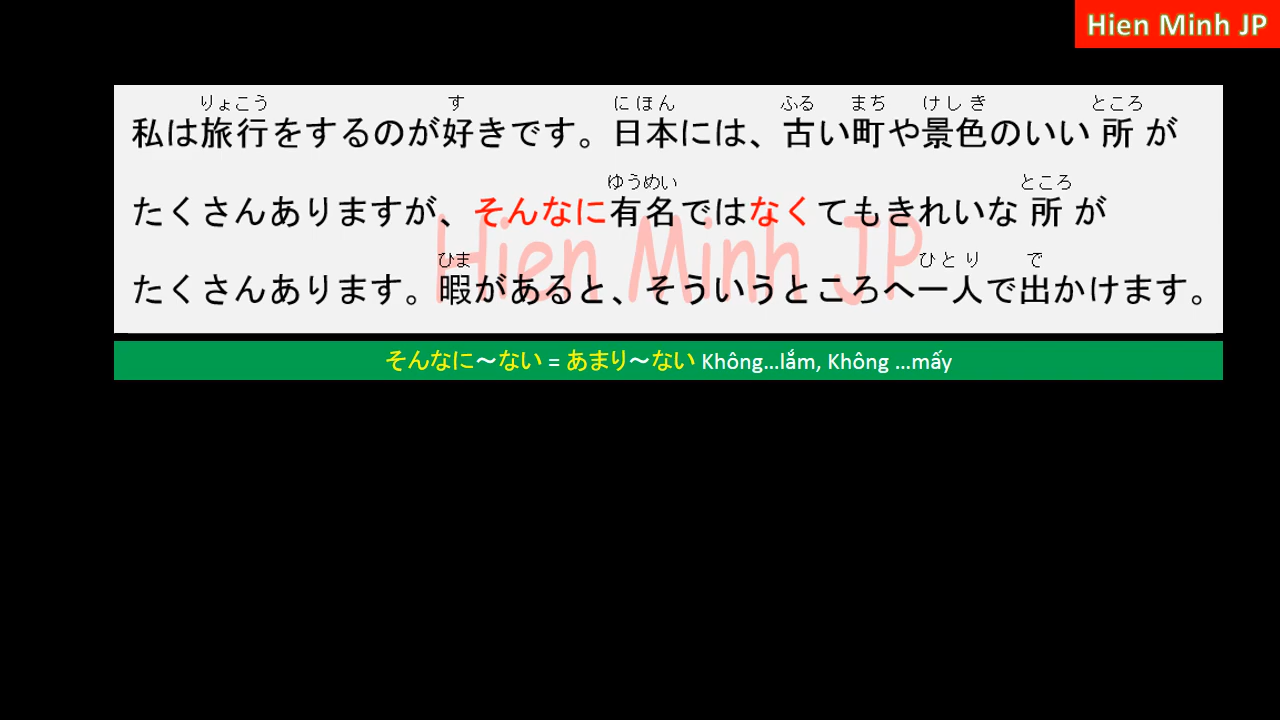 Hien Minh JP
りょこう す にほん ふる まち けしき ところ
私は旅行をするのが好きです。日本には、古い町や景色のいい所が
ゆうめい ところ
たくさんありますが、そんなに有名ではなくてもきれいな所が
Hien Minh JP
ひま ひとり で
たくさんあります。暇があると、そういうところへ一人で出かけます。
そんなに～ない = あまり～ない Không...lắm, Không ...mấy